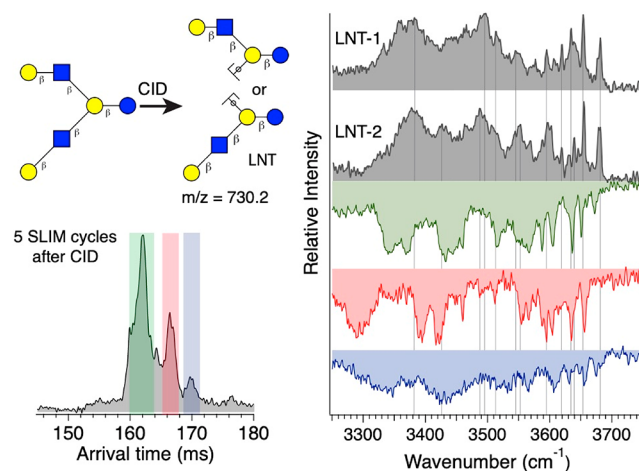 CID
or
LNT
m/z = 730.2
β
β
β
β
β
β
β
β
β
β
β
5 SLIM cycles
after CID
150
160
170
180
Arrival time (ms)
LNT-1
LNT-2
Relative Intensity
3300
3400
3500
3600
3700
Wavenumber (cm⁻¹)